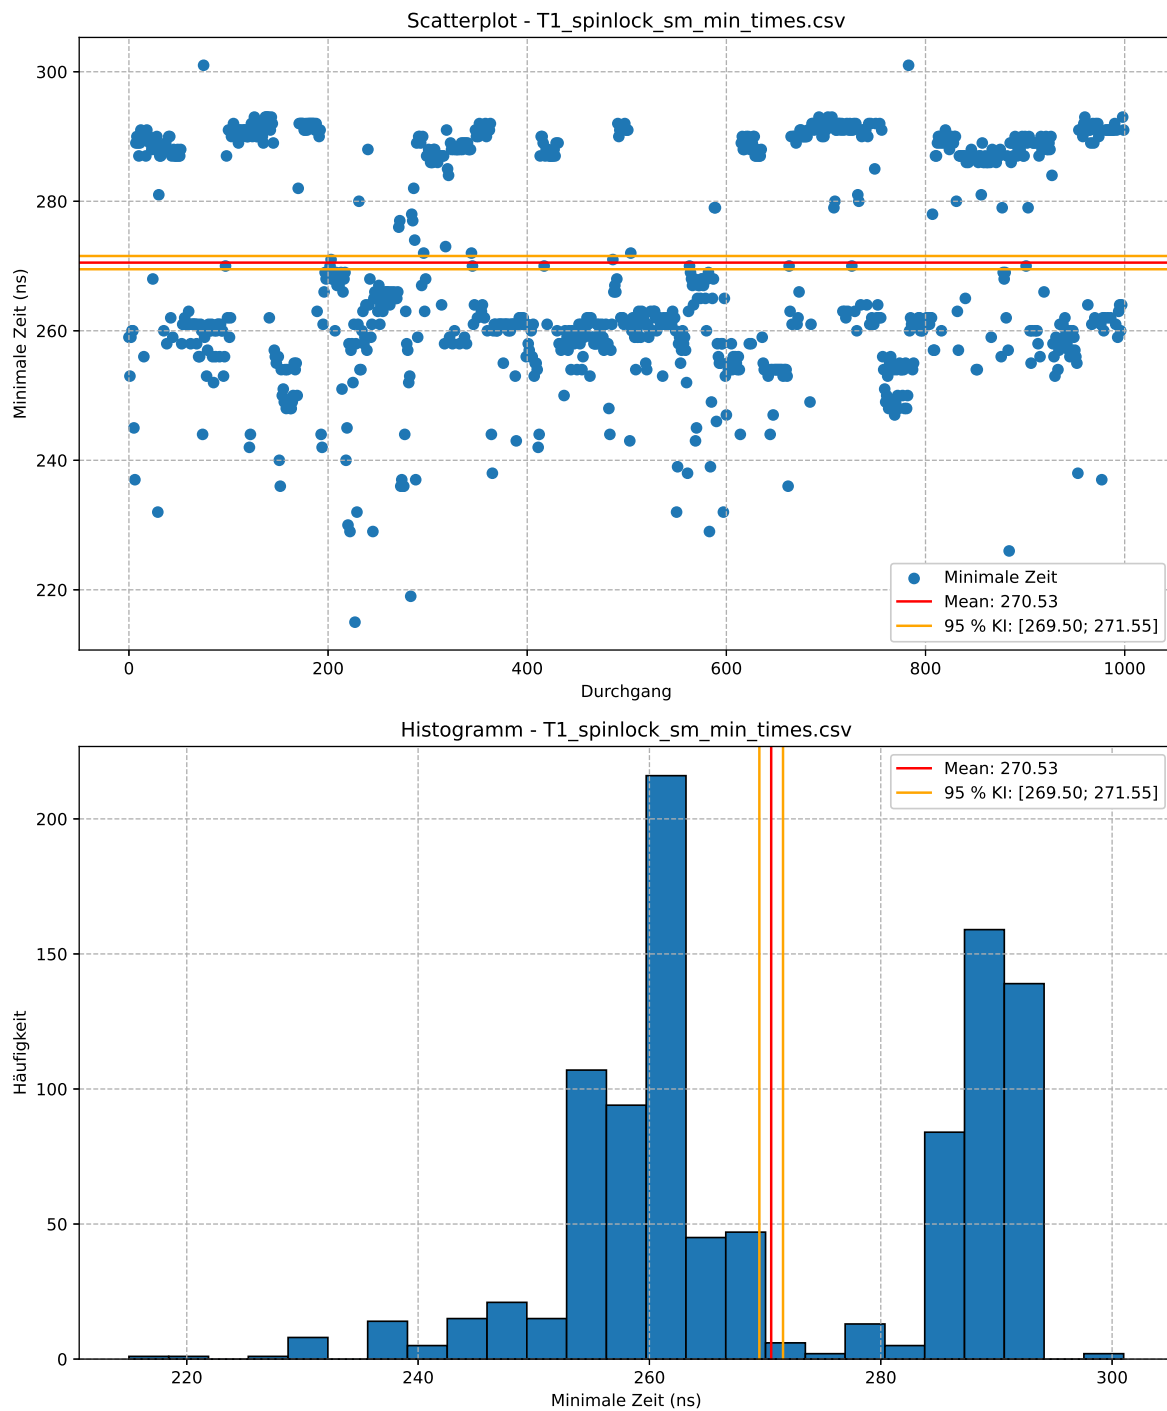 Scatterplot - T1_spinlock_sm_min_times.csv
300
280
260
240
220
Minimale Zeit (ns)
Minimale Zeit
Mean: 270.53
95 % KI: [269.50; 271.55]
0 200 400 600 800 1000
Durchgang
Histogramm - T1_spinlock_sm_min_times.csv
Mean: 270.53
95 % KI: [269.50; 271.55]
200
150
100
50
0
Häufigkeit
220 240 260 280 300
Minimale Zeit (ns)